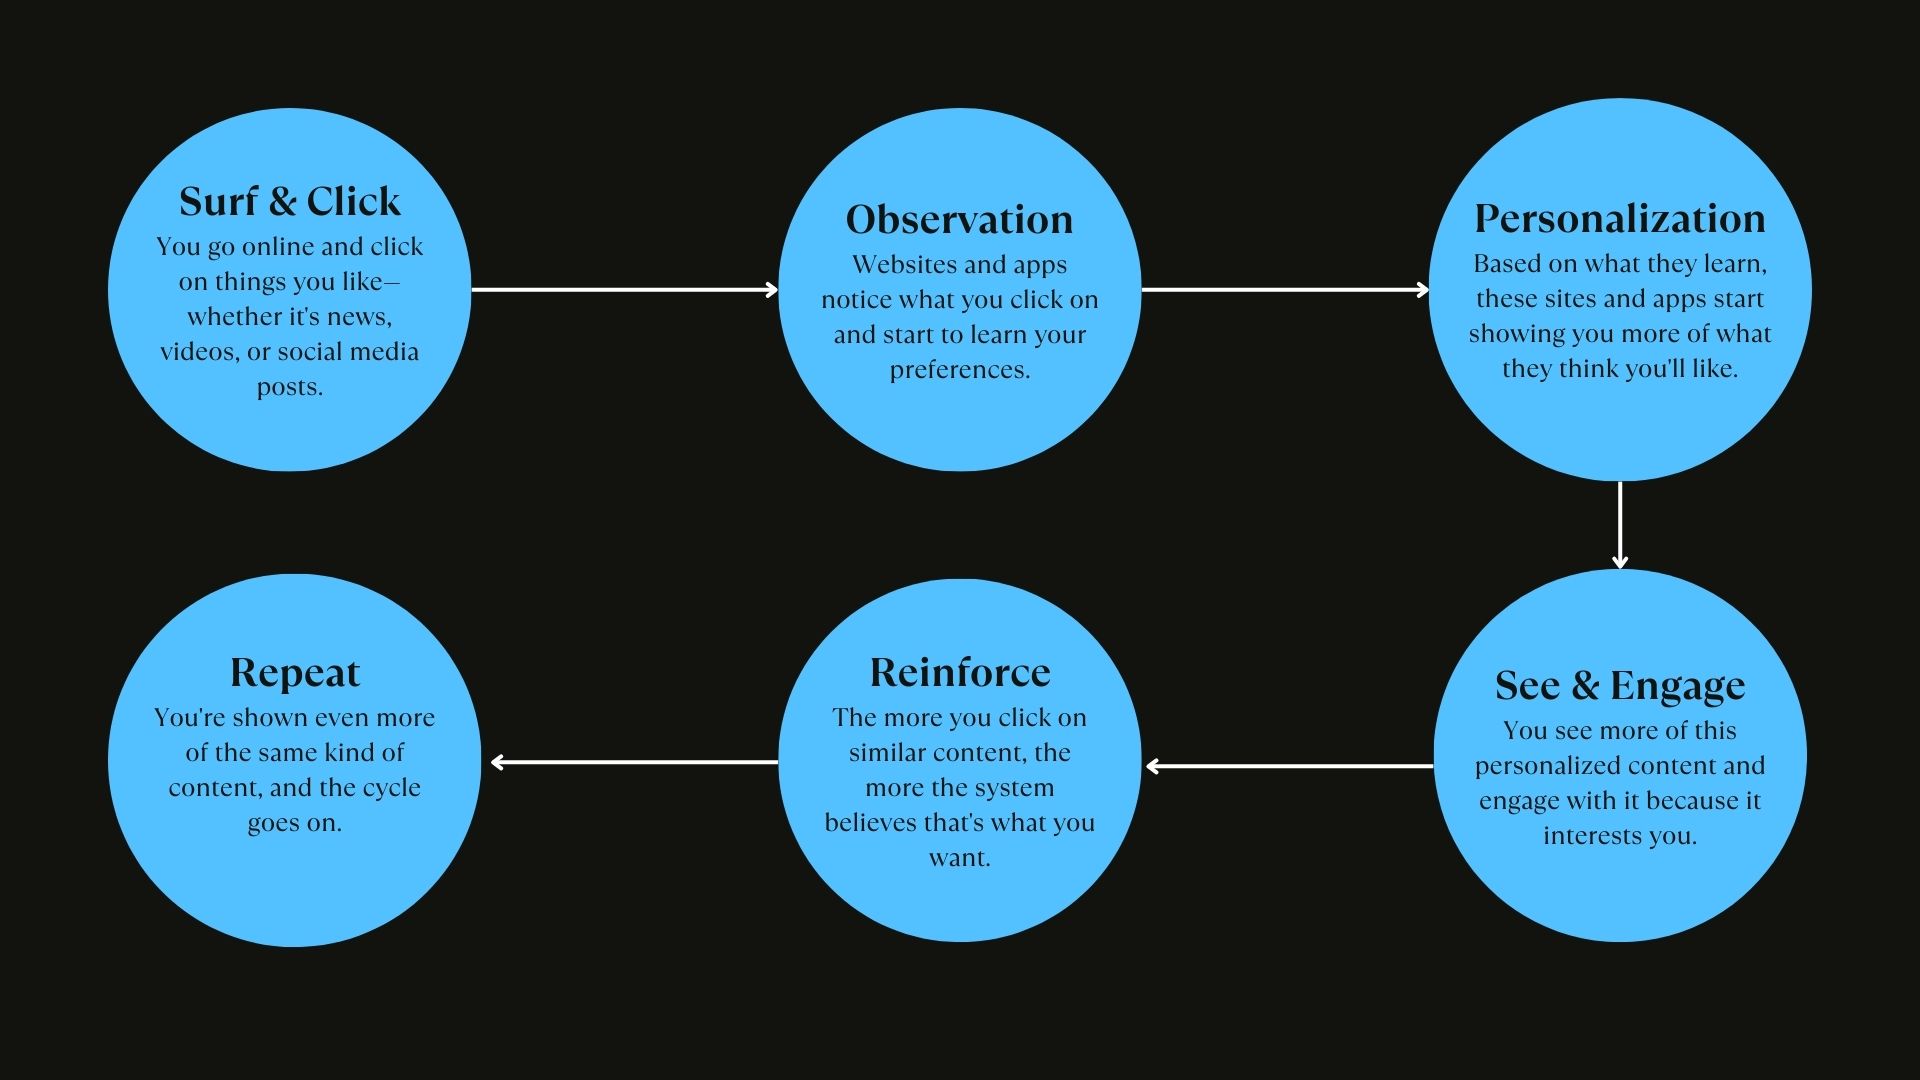 Surf & Click
You go online and click
on things you like—
whether it's news,
videos, or social media
posts.
Observation
Websites and apps
notice what you click on
and start to learn your
preferences.
Personalization
Based on what they learn,
these sites and apps start
showing you more of what
they think you'll like.
See & Engage
You see more of this
personalized content and
engage with it because it
interests you.
Reinforce
The more you click on
similar content, the
more the system
believes that's what you
want.
Repeat
You're shown even more
of the same kind of
content, and the cycle
goes on.